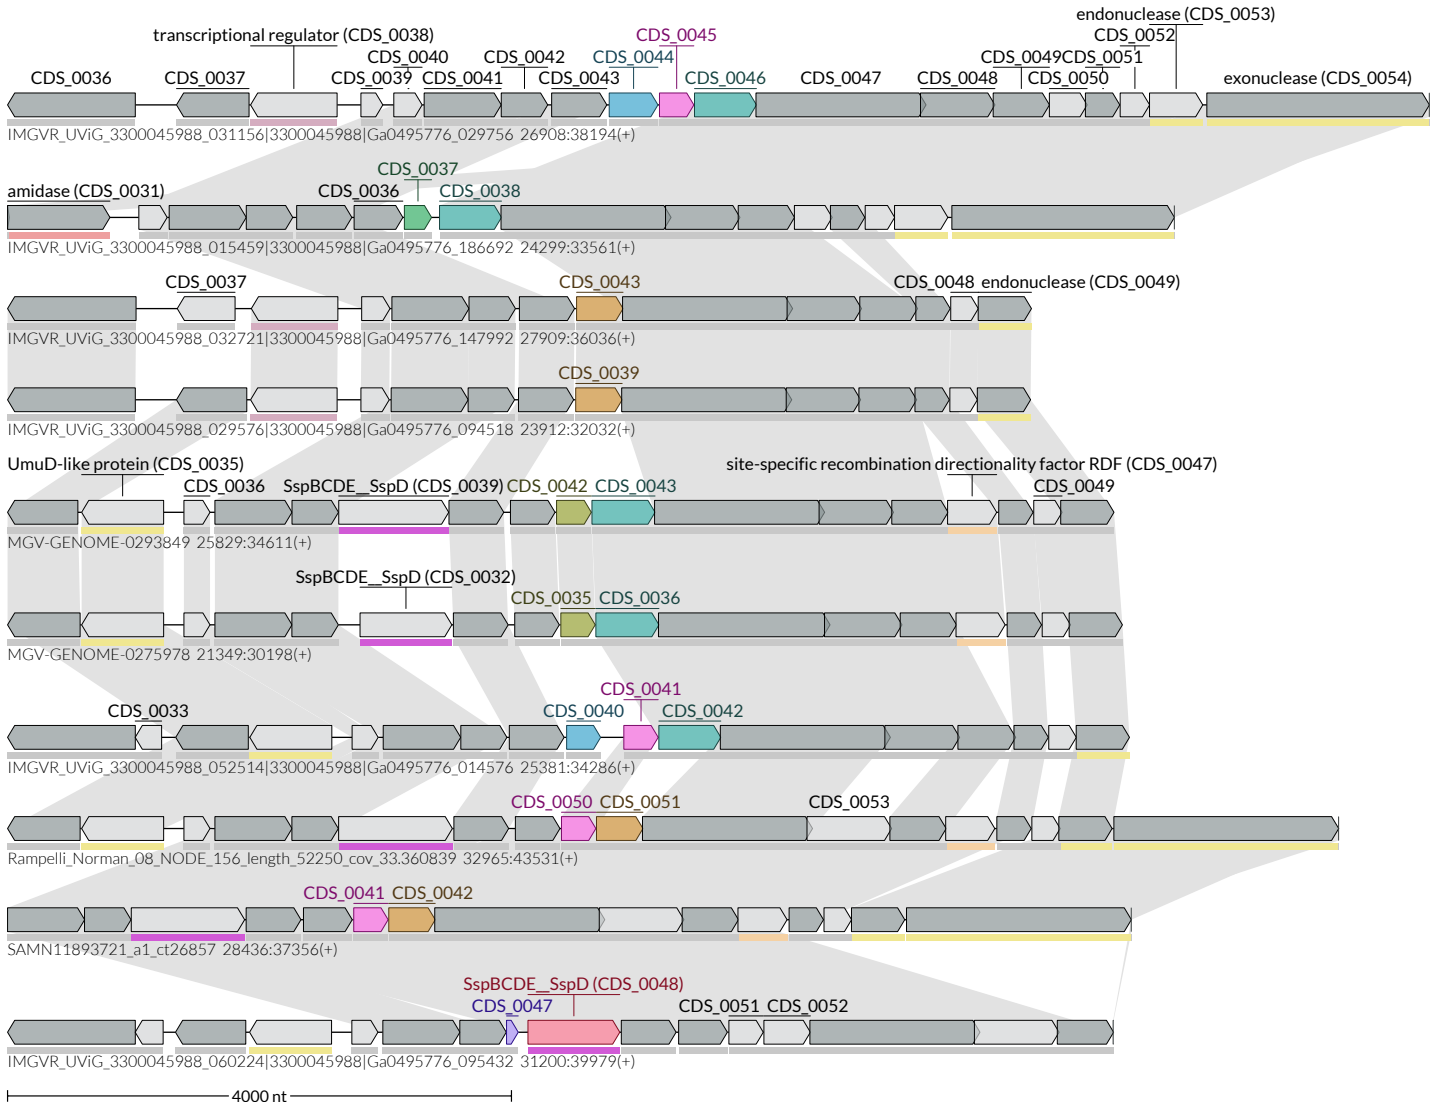 endonuclease (CDS_0053)
transcriptional regulator (CDS_0038) CDS_0045 CDS_0052
CDS_0040 CDS_0042 CDS_0044 CDS_0049 CDS_0051
CDS_0036 CDS_0037 CDS_0039 CDS_0041 CDS_0043 CDS_0046 CDS_0047 CDS_0048 CDS_0050 exonuclease (CDS_0054)
IMGVR_UViG_3300045988_031156|3300045988|Ga0495776_029756 26908:38194(+)
CDS_0037
amidase (CDS_0031) CDS_0036 CDS_0038
IMGVR_UViG_3300045988_015459|3300045988|Ga0495776_186692 24299:33561(+)
CDS_0037 CDS_0043 CDS_0048 endonuclease (CDS_0049)
IMGVR_UViG_3300045988_032721|3300045988|Ga0495776_147992 27909:36036(+)
CDS_0039
IMGVR_UViG_3300045988_029576|3300045988|Ga0495776_094518 23912:32032(+)
UmuD-like protein (CDS_0035) site-specific recombination directionality factor RDF (CDS_0047)
CDS_0036 SspBCDE__SspD (CDS_0039) CDS_0042 CDS_0043 CDS_0049
MGV-GENOME-0293849 25829:34611(+)
SspBCDE__SspD (CDS_0032)
CDS_0035 CDS_0036
MGV-GENOME-0275978 21349:30198(+)
CDS_0041
CDS_0033 CDS_0040 CDS_0042
IMGVR_UViG_3300045988_052514|3300045988|Ga0495776_014576 25381:34286(+)
CDS_0050 CDS_0051 CDS_0053
Rampelli_Norman_08_NODE_156_length_52250_cov_33.360839 32965:43531(+)
CDS_0041 CDS_0042
SAMN11893721_a1_ct26857 28436:37356(+)
SspBCDE__SspD (CDS_0048)
CDS_0047 CDS_0051 CDS_0052
IMGVR_UViG_3300045988_060224|3300045988|Ga0495776_095432 31200:39979(+)
4000 nt